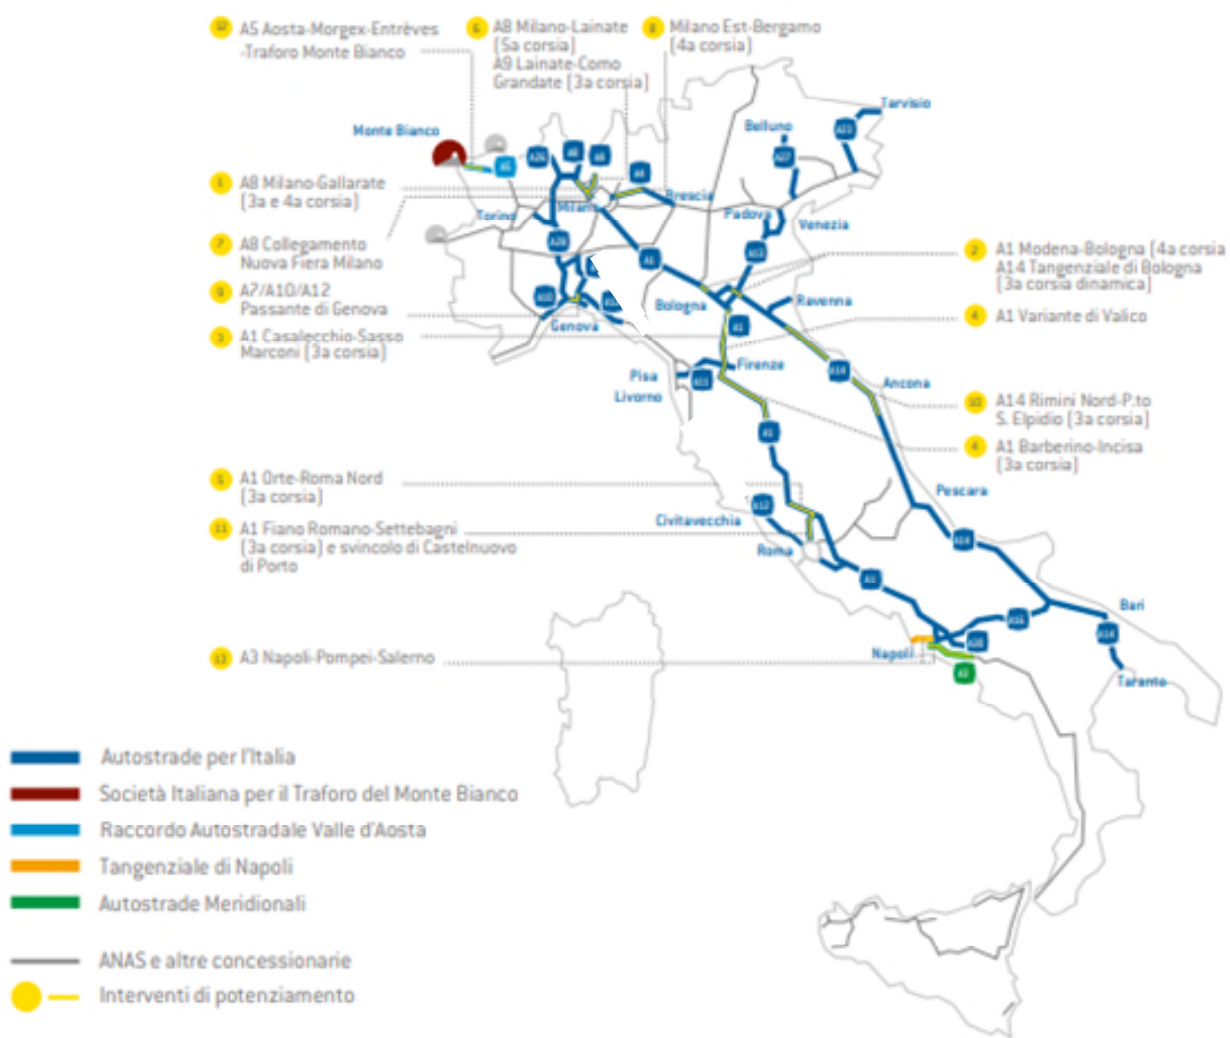 12 A5 Aosta-Morgex-Entrèves
-Traforo Monte Bianco
6 A8 Milano-Lainate
(5a corsia)
A9 Lainate-Como
Grandate (3a corsia)
8 Milano Est-Bergamo
(4a corsia)
Tarvisio
Belluno
A23
Monte Bianco
A27
A26
A5
A4
1 A8 Milano-Gallarate
(3a e 4a corsia)
Brescia
Milano
Torino
Padova
Venezia
7 A8 Collegamento
Nuova Fiera Milano
A26
A1
A13
2 A1 Modena-Bologna (4a corsia
A14 Tangenziale di Bologna
(3a corsia dinamica)
9 A7/A10/A12
Passante di Genova
A10
Genova
Bologna
Ravenna
4 A1 Variante di Valico
A1
3 A1 Casalecchio-Sasso
Marconi (3a corsia)
Pisa
Firenze
Livorno
A14
Ancona
10 A14 Rimini Nord-P.to
S. Elpidio (3a corsia)
A1
4 A1 Barberino-Incisa
(3a corsia)
5 A1 Orte-Roma Nord
(3a corsia)
Pescara
A12
Civitavecchia
11 A1 Fiano Romano-Settebagni
(3a corsia) e svincolo di Castelnuovo
di Porto
Roma
A14
A1
Bari
A16
A14
13 A3 Napoli-Pompei-Salerno
Napoli
Taranto
Autostrade per l'Italia
Società Italiana per il Traforo del Monte Bianco
Raccordo Autostradale Valle d'Aosta
Tangenziale di Napoli
Autostrade Meridionali
ANAS e altre concessionarie
Interventi di potenziamento